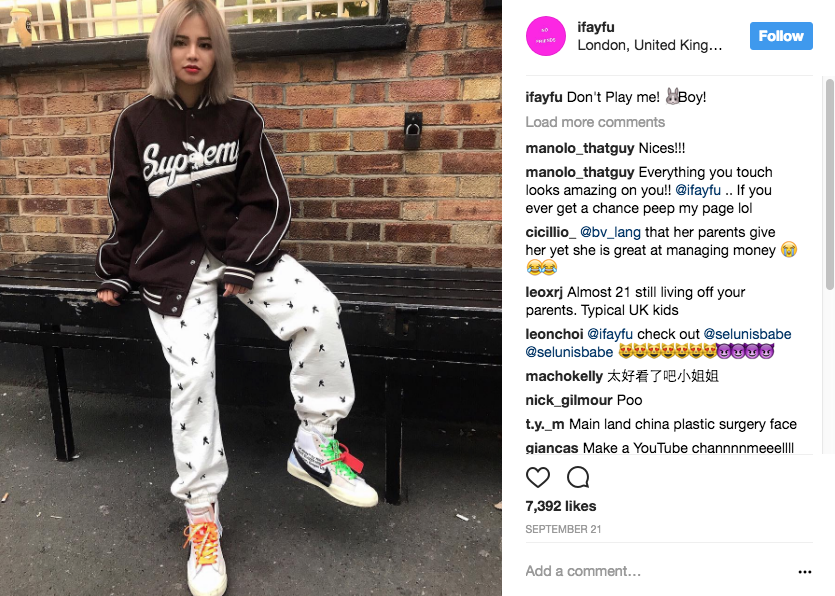 Supreme
ifayfu
London, United King...
Follow
ifayfu Don't Play me! 🐰Boy!
Load more comments
manolo_thatguy Nices!!!
manolo_thatguy Everything you touch
looks amazing on you!! @ifayfu .. If you
ever get a chance peep my page lol
cicillio_ @bv_lang that her parents give
her yet she is great at managing money 😭
😂😂
leoxrj Almost 21 still living off your
parents. Typical UK kids
leonchoi @ifayfu check out @selunisbabe
@selunisbabe 😍😍😍😍😍😍😍😈😈😈😈
machokelly 太好看了吧小姐姐
nick_gilmour Poo
t.y._m Main land china plastic surgery face
giancas Make a YouTube channnnmeeellll
7,392 likes
SEPTEMBER 21
Add a comment...